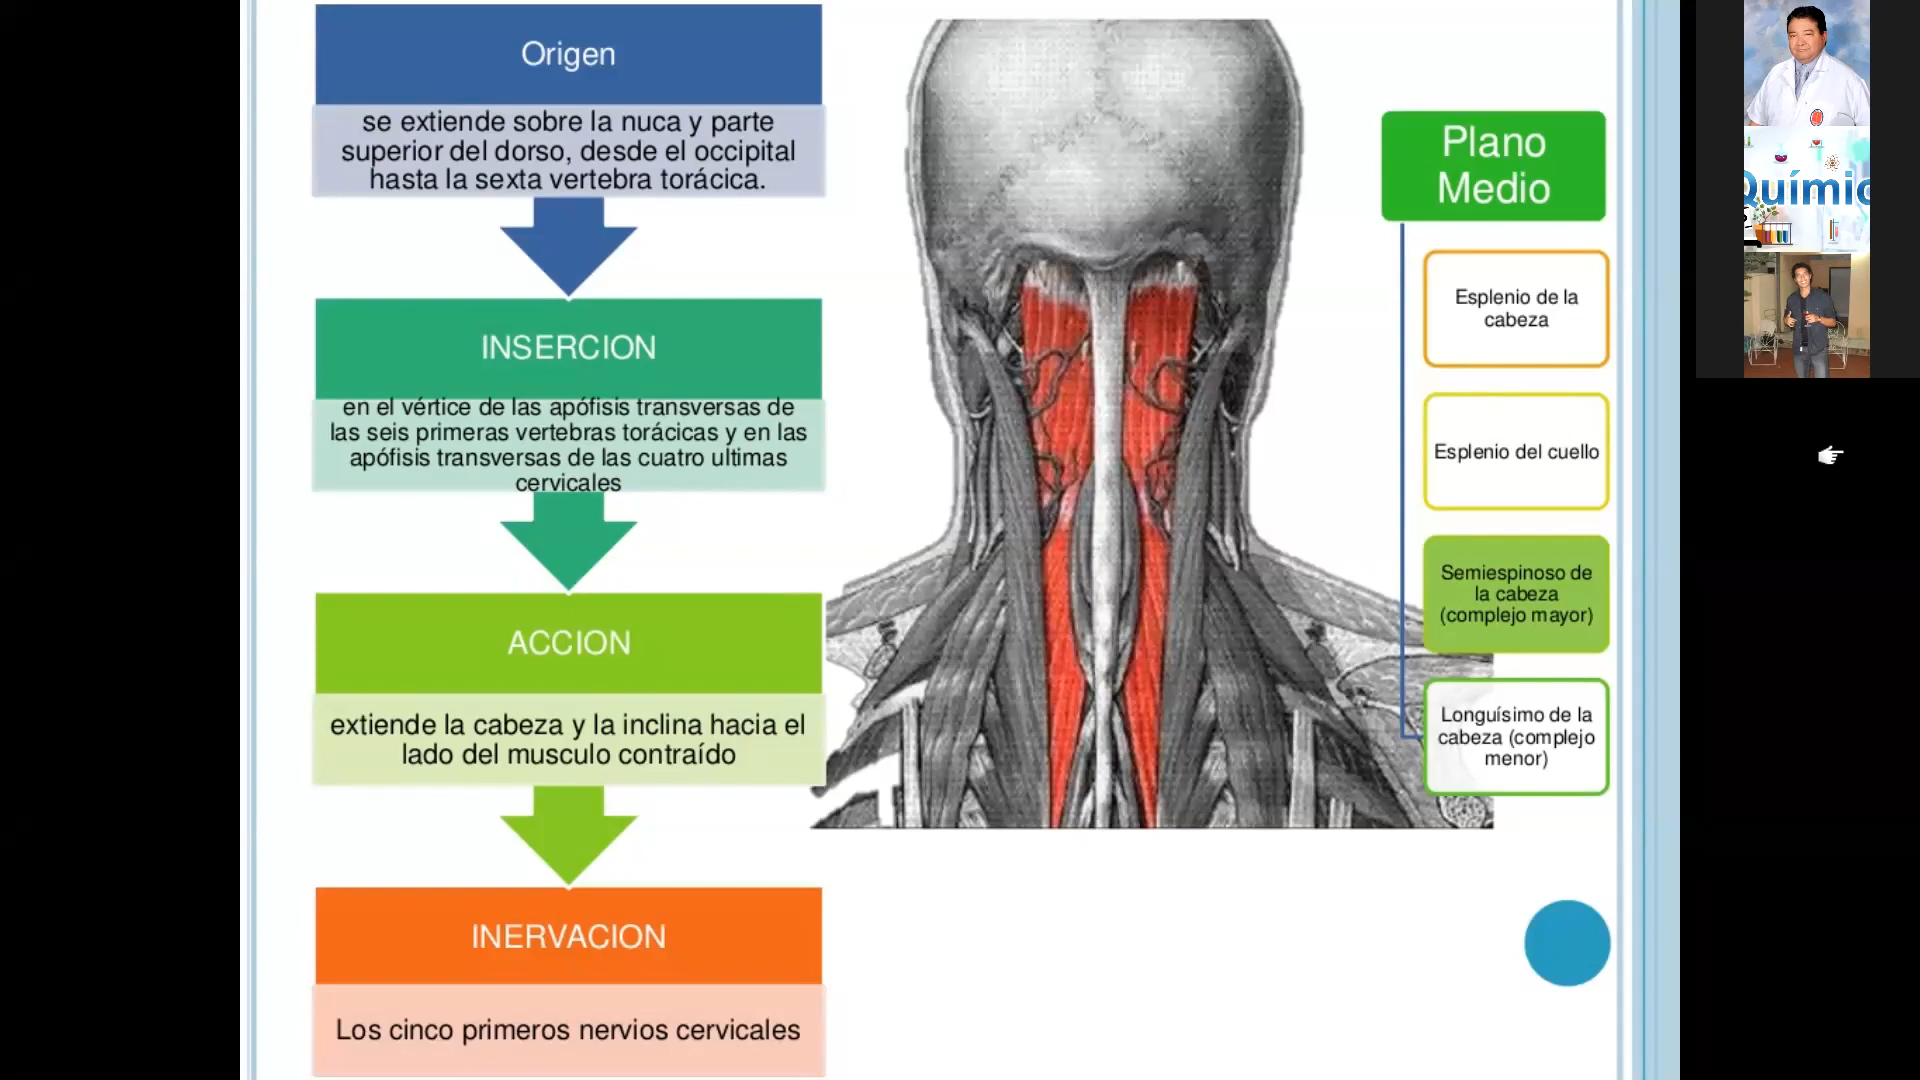 Origen
se extiende sobre la nuca y parte
superior del dorso, desde el occipital
hasta la sexta vertebra torácica.
INSERCION
en el vértice de las apófisis transversas de
las seis primeras vertebras torácicas y en las
apófisis transversas de las cuatro ultimas
cervicales
ACCION
extiende la cabeza y la inclina hacia el
lado del musculo contraído
INERVACION
Los cinco primeros nervios cervicales
Plano
Medio
Esplenio de la
cabeza
Esplenio del cuello
Semiespinoso de
la cabeza
(complejo mayor)
Longuísimo de la
cabeza (complejo
menor)
Químic